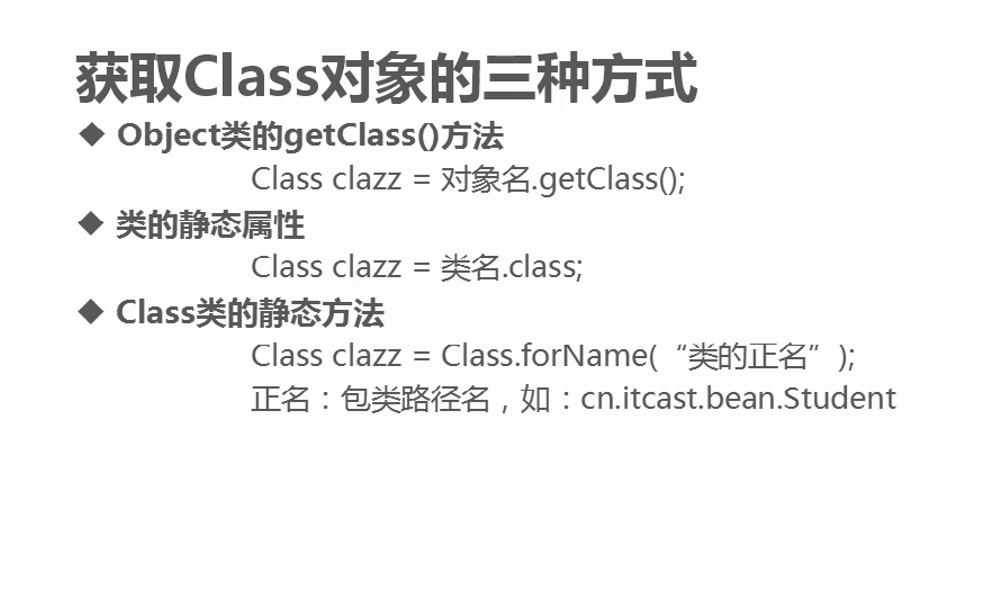 获取Class对象的三种方式
◆ Object类的getClass()方法
Class clazz = 对象名.getClass();
◆ 类的静态属性
Class clazz = 类名.class;
◆ Class类的静态方法
Class clazz = Class.forName(“类的正名”);
正名：包类路径名，如：cn.itcast.bean.Student